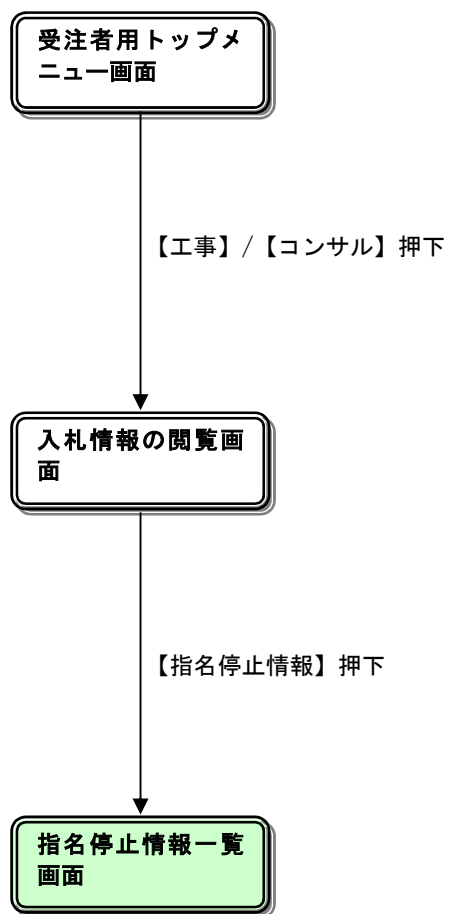 受注者用トップメ
ニュー画面
【工事】/【コンサル】押下
入札情報の閲覧画
面
【指名停止情報】押下
指名停止情報一覧
画面